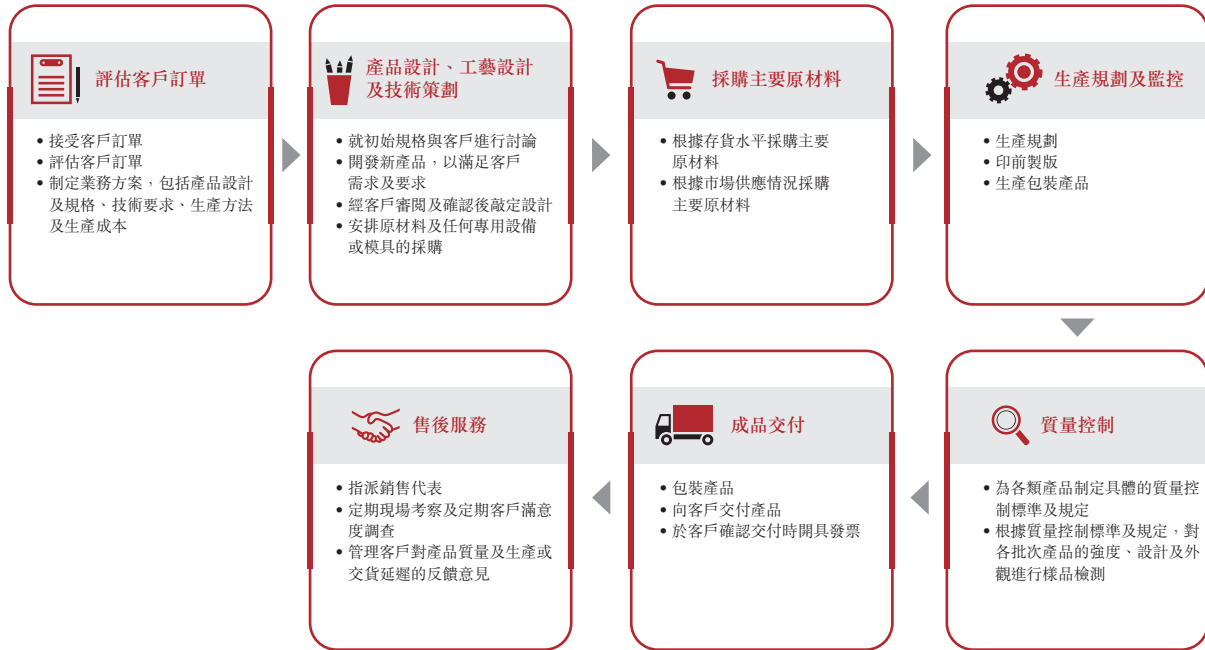 評估客戶訂單
• 接受客戶訂單
• 評估客戶訂單
• 制定業務方案，包括產品設計
及規格、技術要求、生產方法
及生產成本
產品設計、工藝設計
及技術策劃
• 就初始規格與客戶進行討論
• 開發新產品，以滿足客戶
需求及要求
• 經客戶審閱及確認後敲定設計
• 安排原材料及任何專用設備
或模具的採購
採購主要原材料
• 根據存貨水平採購主要
原材料
• 根據市場供應情況採購
主要原材料
生產規劃及監控
• 生產規劃
• 印前製版
• 生產包裝產品
質量控制
• 為各類產品制定具體的質量控
制標準及規定
• 根據質量控制標準及規定，對
各批次產品的強度、設計及外
觀進行樣品檢測
成品交付
• 包裝產品
• 向客戶交付產品
• 於客戶確認交付時開具發票
售後服務
• 指派銷售代表
• 定期現場考察及定期客戶滿意
度調查
• 管理客戶對產品質量及生產或
交貨延遲的反饋意見